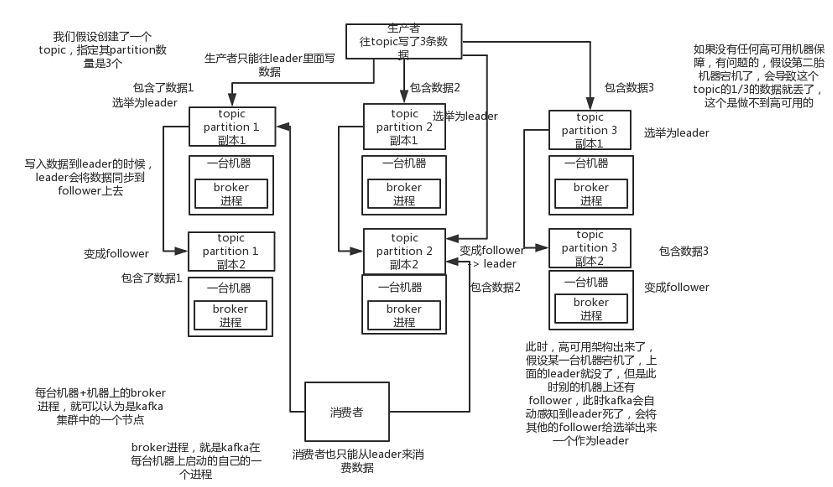 我们假设创建了一个
topic，指定其partition数
量是3个
生产者
往topic写了3条数
据
如果没有任何高可用机器保
障，有问题的，假设第二胎
机器宕机了，会导致这个
topic的1/3的数据就丢了，
这个是做不到高可用的
生产者只能往leader里面写
数据
包含了数据1
选举为leader
包含数据2
选举为leader
包含数据3
选举为leader
topic
partition 1
副本1
topic
partition 2
副本1
topic
partition 3
副本1
一台机器
broker
进程
一台机器
broker
进程
一台机器
broker
进程
写入数据到leader的时候，
leader会将数据同步到
follower上去
变成follower
包含了数据1
topic
partition 1
副本2
topic
partition 2
副本2
变成follower
-> leader
包含数据2
topic
partition 3
副本2
包含数据3
变成follower
一台机器
broker
进程
一台机器
broker
进程
一台机器
broker
进程
此时，高可用架构出来了，
假设某一台机器宕机了，上
面的leader就没了，但是此
时别的机器上还有
follower，此时kafka会自
动感知到leader死了，会将
其他的follower给选举出来
一个作为leader
每台机器+机器上的broker
进程，就可以认为是kafka
集群中的一个节点
消费者
broker进程，就是kafka在
每台机器上启动的自己的一
个进程
消费者也只能从leader来消
费数据